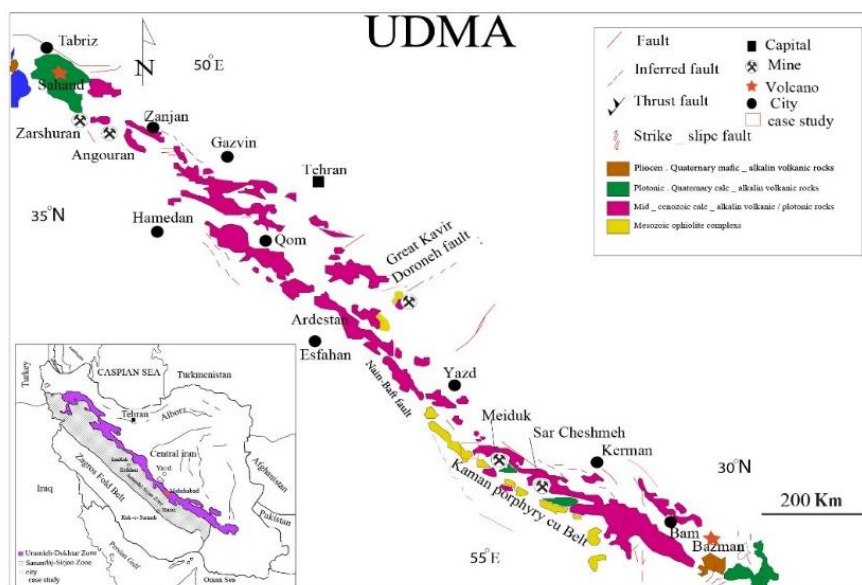 UDMA
Tabriz
Sahand
N
50°E
Zarshuran
Angouran
Zanjan
Gazvin
Tehran
35°N
Hamedan
Qom
Great Kavir
Doroneh fault
Ardestan
Esfahan
Nain-Baft fault
Yazd
Meiduk
Sar Cheshmeh
Kerman
30°N
200 Km
Kaman porphyry cu Belt
Bam
Bazman
55°E
Fault
Inferred fault
Thrust fault
Strike _ slipe fault
Capital
Mine
Volcano
City
case study
Pliocen . Quaternary mafic _ alkalin volcanic rocks
Plotonic . Quaternary calc _ alkalin volcanic rocks
Mid _ cenozoic calc _ alkalin volcanic / plotonic rocks
Mesozoic ophiolite complexs
Turkey
CASPIAN SEA
Turkmenistan
Tehran
Alborz
Central iran
Yazd
Zagros Fold Belt
Iraq
Afghanistan
Pakistan
Persian Gulf
Uramieh-Dokhtar Zone
Sanandaj-Sirjan Zone
city
case study